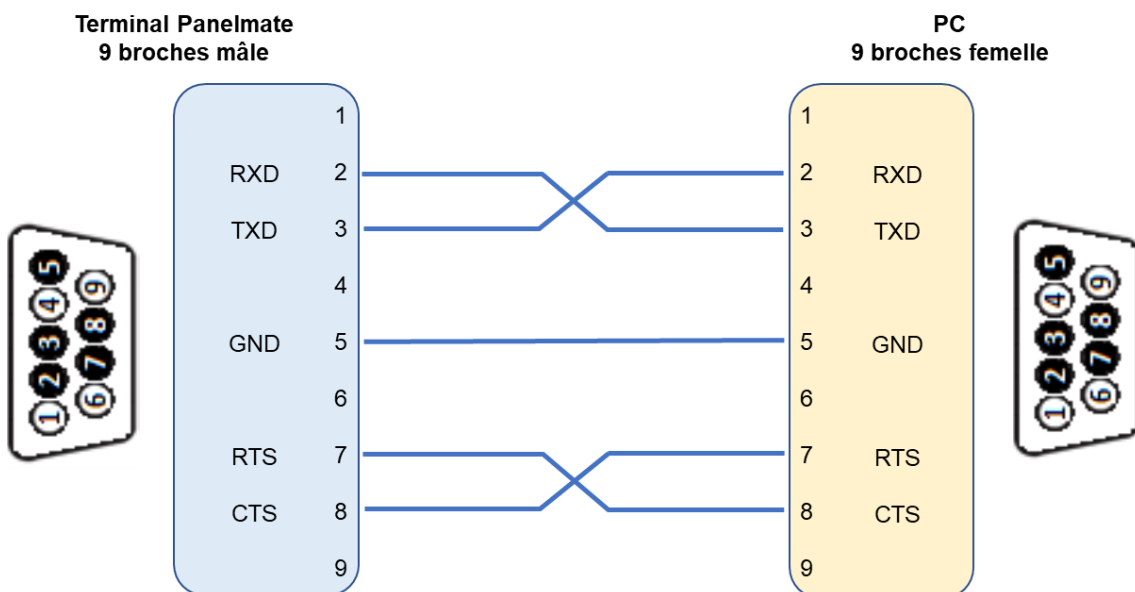 Terminal Panelmate
9 broches mâle
PC
9 broches femelle
1
RXD 2
TXD 3
4
GND 5
6
RTS 7
CTS 8
9
1
2 RXD
3 TXD
4
5 GND
6
7 RTS
8 CTS
9
5
9
4
8
3
7
2
6
1
5
9
4
8
3
7
2
6
1